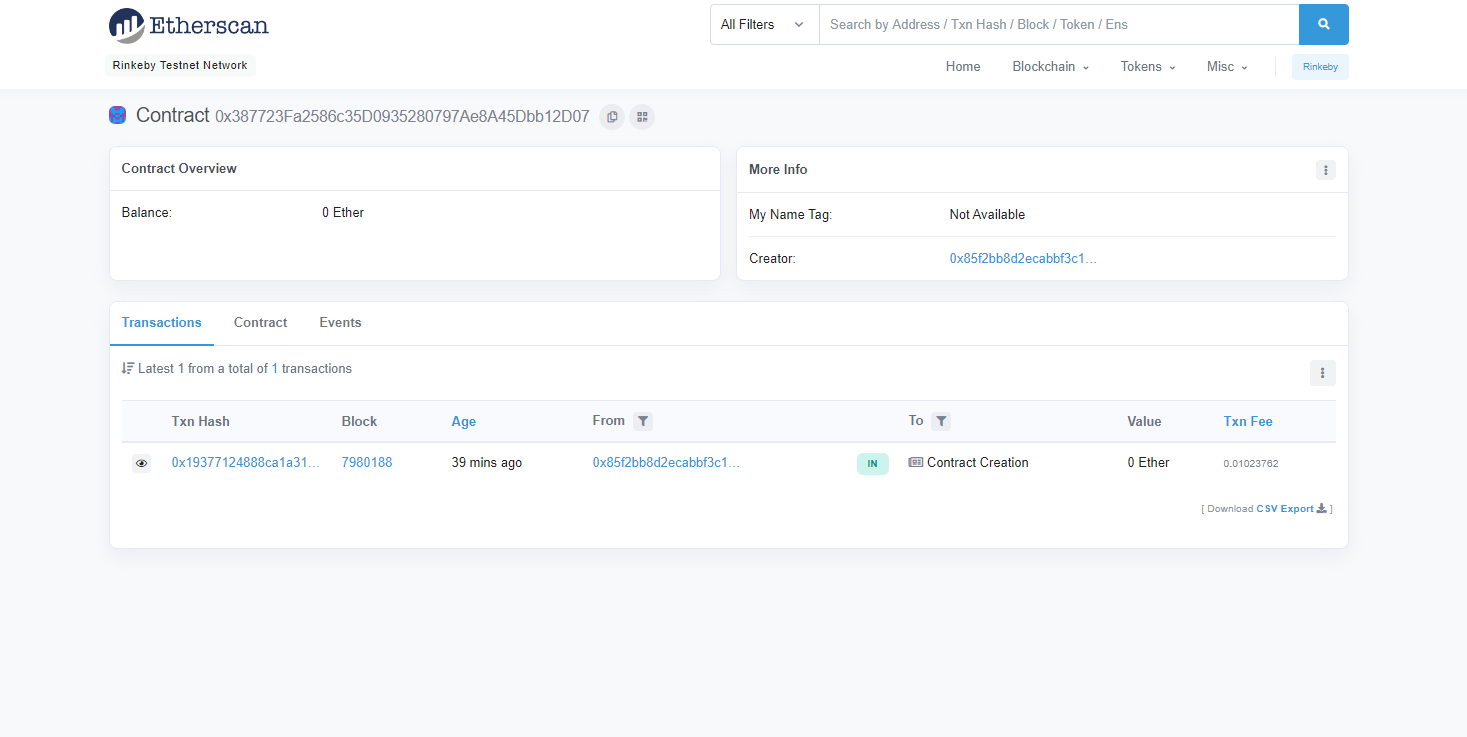 Etherscan
All Filters
Search by Address / Txn Hash / Block / Token / Ens
Rinkeby Testnet Network
Home Blockchain Tokens Misc Rinkeby
Contract 0x387723Fa2586c35D0935280797Ae8A45Dbb12D07
Contract Overview
Balance: 0 Ether
More Info
My Name Tag: Not Available
Creator: 0x85f2bb8d2ecabbf3c1...
Transactions Contract Events
Latest 1 from a total of 1 transactions
Txn Hash Block Age From To Value Txn Fee
0x19377124888ca1a31... 7980188 39 mins ago 0x85f2bb8d2ecabbf3c1... IN Contract Creation 0 Ether 0.01023762
[ Download CSV Export ]